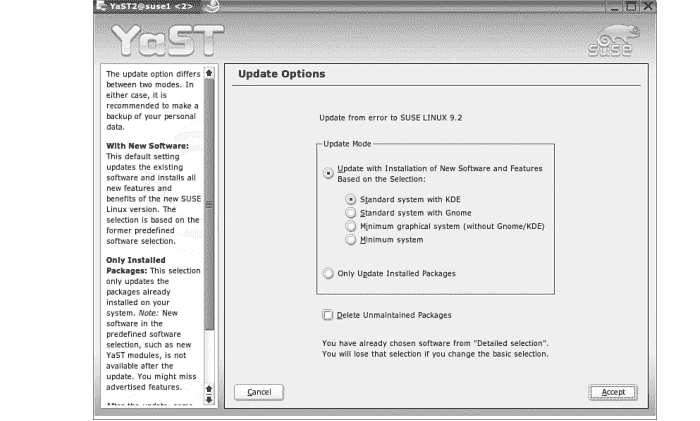 YaST2@suse1 <2>
YaST
SUSE
The update option differs
between two modes. In
either case, it is
recommended to make a
backup of your personal
data.
With New Software:
This default setting
updates the existing
software and installs all
new features and
benefits of the new SUSE
Linux version. The
selection is based on the
former predefined
software selection.
Only Installed
Packages: This selection
only updates the
packages already
installed on your
system. Note: New
software in the
predefined software
selection, such as new
YaST modules, is not
available after the
update. You might miss
advertised features.
After the update, some
Update Options
Update from error to SUSE LINUX 9.2
Update Mode
Update with Installation of New Software and Features
Based on the Selection:
Standard system with KDE
Standard system with Gnome
Minimum graphical system (without Gnome/KDE)
Minimum system
Only Update Installed Packages
Delete Unmaintained Packages
You have already chosen software from "Detailed selection".
You will lose that selection if you change the basic selection.
Cancel
Accept